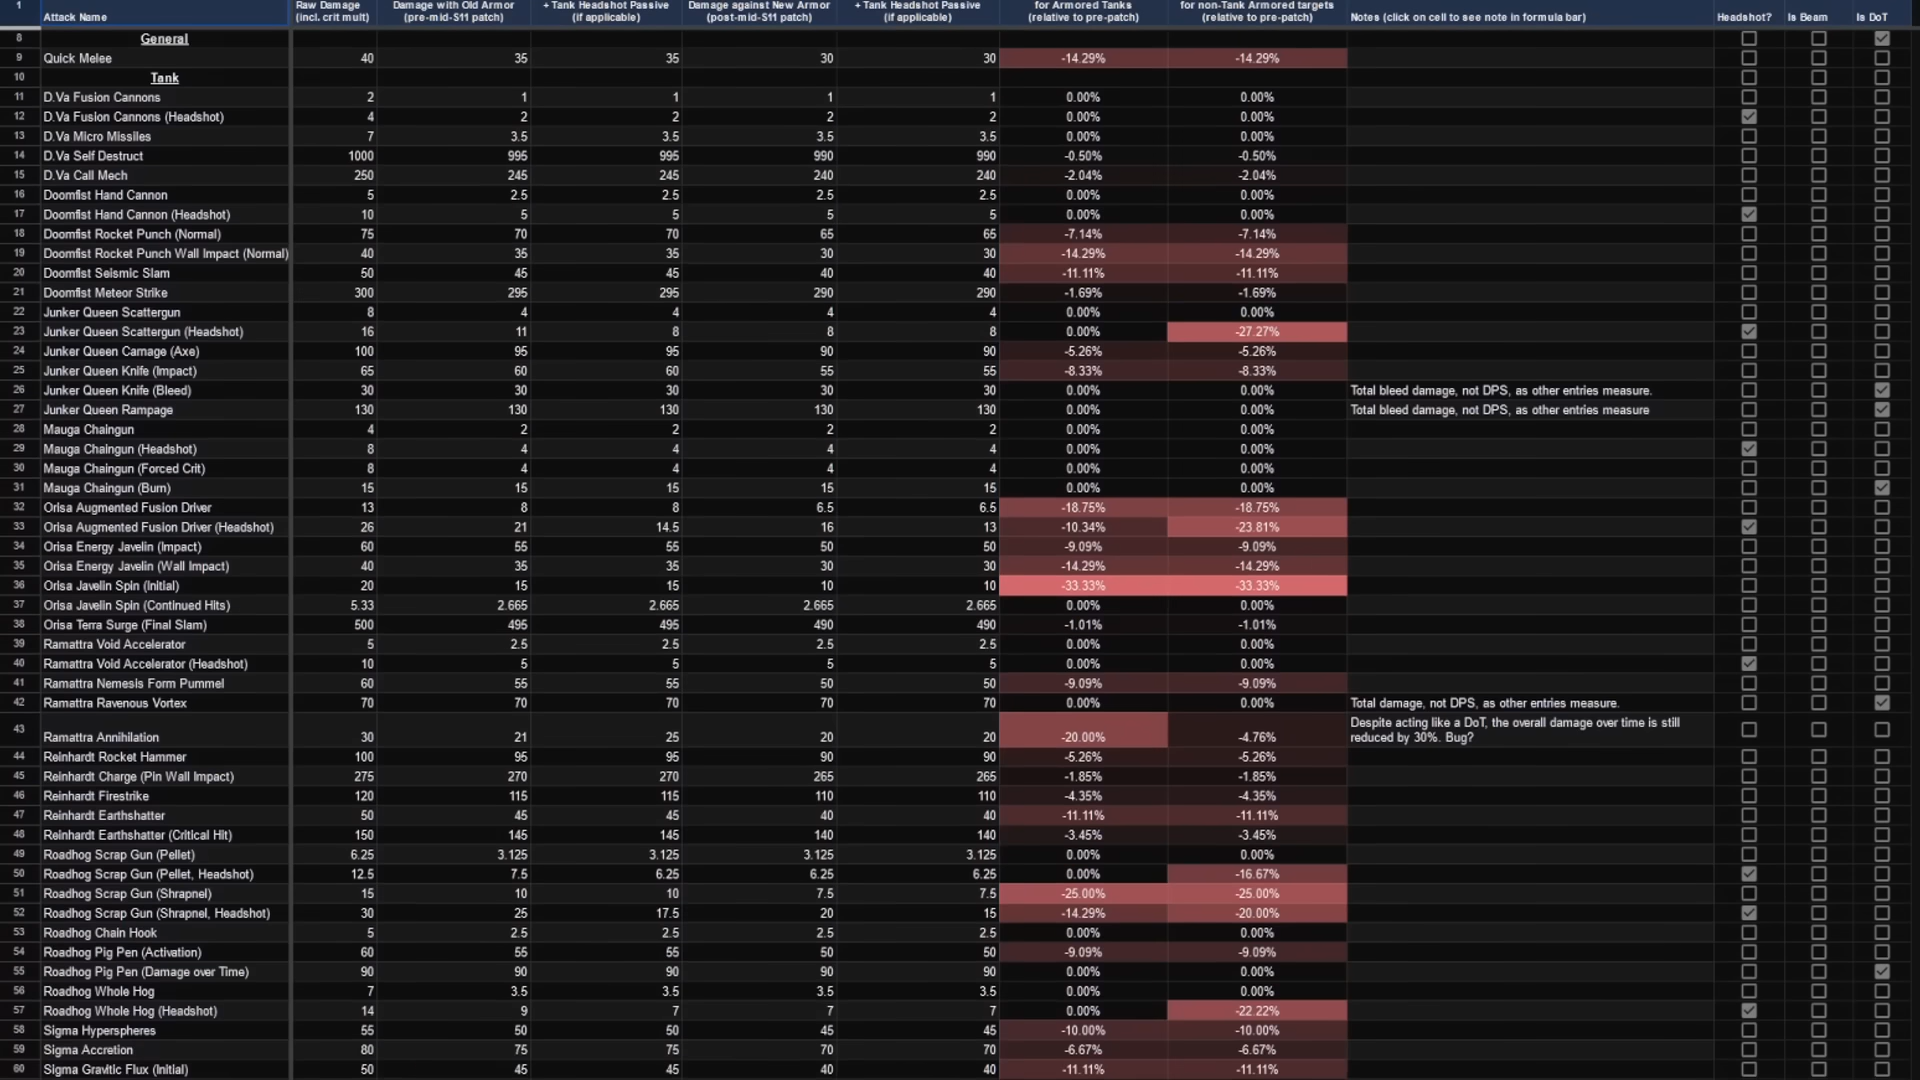 1 Attack Name Raw Damage (incl. crit mult) Damage with Old Armor (pre-mid-S11 patch) + Tank Headshot Passive (if applicable) Damage against New Armor (post-mid-S11 patch) + Tank Headshot Passive (if applicable) for Armored Tanks (relative to pre-patch) for non-Tank Armored targets (relative to pre-patch) Notes (click on cell to see note in formula bar) Headshot? Is Beam Is DoT
8 General
9 Quick Melee 40 35 35 30 30 -14.29% -14.29%
10 Tank
11 D.Va Fusion Cannons 2 1 1 1 1 0.00% 0.00%
12 D.Va Fusion Cannons (Headshot) 4 2 2 2 2 0.00% 0.00%
13 D.Va Micro Missiles 7 3.5 3.5 3.5 3.5 0.00% 0.00%
14 D.Va Self Destruct 1000 995 995 990 990 -0.50% -0.50%
15 D.Va Call Mech 250 245 245 240 240 -2.04% -2.04%
16 Doomfist Hand Cannon 5 2.5 2.5 2.5 2.5 0.00% 0.00%
17 Doomfist Hand Cannon (Headshot) 10 5 5 5 5 0.00% 0.00%
18 Doomfist Rocket Punch (Normal) 75 70 70 65 65 -7.14% -7.14%
19 Doomfist Rocket Punch Wall Impact (Normal) 40 35 35 30 30 -14.29% -14.29%
20 Doomfist Seismic Slam 50 45 45 40 40 -11.11% -11.11%
21 Doomfist Meteor Strike 300 295 295 290 290 -1.69% -1.69%
22 Junker Queen Scattergun 8 4 4 4 4 0.00% 0.00%
23 Junker Queen Scattergun (Headshot) 16 11 8 8 8 0.00% -27.27%
24 Junker Queen Carnage (Axe) 100 95 95 90 90 -5.26% -5.26%
25 Junker Queen Knife (Impact) 65 60 60 55 55 -8.33% -8.33%
26 Junker Queen Knife (Bleed) 30 30 30 30 30 0.00% 0.00% Total bleed damage, not DPS, as other entries measure.
27 Junker Queen Rampage 130 130 130 130 130 0.00% 0.00% Total bleed damage, not DPS, as other entries measure
28 Mauga Chaingun 4 2 2 2 2 0.00% 0.00%
29 Mauga Chaingun (Headshot) 8 4 4 4 4 0.00% 0.00%
30 Mauga Chaingun (Forced Crit) 8 4 4 4 4 0.00% 0.00%
31 Mauga Chaingun (Burn) 15 15 15 15 15 0.00% 0.00%
32 Orisa Augmented Fusion Driver 13 8 8 6.5 6.5 -18.75% -18.75%
33 Orisa Augmented Fusion Driver (Headshot) 26 21 14.5 16 13 -10.34% -23.81%
34 Orisa Energy Javelin (Impact) 60 55 55 50 50 -9.09% -9.09%
35 Orisa Energy Javelin (Wall Impact) 40 35 35 30 30 -14.29% -14.29%
36 Orisa Javelin Spin (Initial) 20 15 15 10 10 -33.33% -33.33%
37 Orisa Javelin Spin (Continued Hits) 5.33 2.665 2.665 2.665 2.665 0.00% 0.00%
38 Orisa Terra Surge (Final Slam) 500 495 495 490 490 -1.01% -1.01%
39 Ramattra Void Accelerator 5 2.5 2.5 2.5 2.5 0.00% 0.00%
40 Ramattra Void Accelerator (Headshot) 10 5 5 5 5 0.00% 0.00%
41 Ramattra Nemesis Form Pummel 60 55 55 50 50 -9.09% -9.09%
42 Ramattra Ravenous Vortex 70 70 70 70 70 0.00% 0.00% Total damage, not DPS, as other entries measure.
43 Ramattra Annihilation 30 21 25 20 20 -20.00% -4.76% Despite acting like a DoT, the overall damage over time is still
reduced by 30%. Bug?
44 Reinhardt Rocket Hammer 100 95 95 90 90 -5.26% -5.26%
45 Reinhardt Charge (Pin Wall Impact) 275 270 270 265 265 -1.85% -1.85%
46 Reinhardt Firestrike 120 115 115 110 110 -4.35% -4.35%
47 Reinhardt Earthshatter 50 45 45 40 40 -11.11% -11.11%
48 Reinhardt Earthshatter (Critical Hit) 150 145 145 140 140 -3.45% -3.45%
49 Roadhog Scrap Gun (Pellet) 6.25 3.125 3.125 3.125 3.125 0.00% 0.00%
50 Roadhog Scrap Gun (Pellet, Headshot) 12.5 7.5 6.25 6.25 6.25 0.00% -16.67%
51 Roadhog Scrap Gun (Shrapnel) 15 10 10 7.5 7.5 -25.00% -25.00%
52 Roadhog Scrap Gun (Shrapnel, Headshot) 30 25 17.5 20 15 -14.29% -20.00%
53 Roadhog Chain Hook 5 2.5 2.5 2.5 2.5 0.00% 0.00%
54 Roadhog Pig Pen (Activation) 60 55 55 50 50 -9.09% -9.09%
55 Roadhog Pig Pen (Damage over Time) 90 90 90 90 90 0.00% 0.00%
56 Roadhog Whole Hog 7 3.5 3.5 3.5 3.5 0.00% 0.00%
57 Roadhog Whole Hog (Headshot) 14 9 7 7 7 0.00% -22.22%
58 Sigma Hyperspheres 55 50 50 45 45 -10.00% -10.00%
59 Sigma Accretion 80 75 75 70 70 -6.67% -6.67%
60 Sigma Gravitic Flux (Initial) 50 45 45 40 40 -11.11% -11.11%